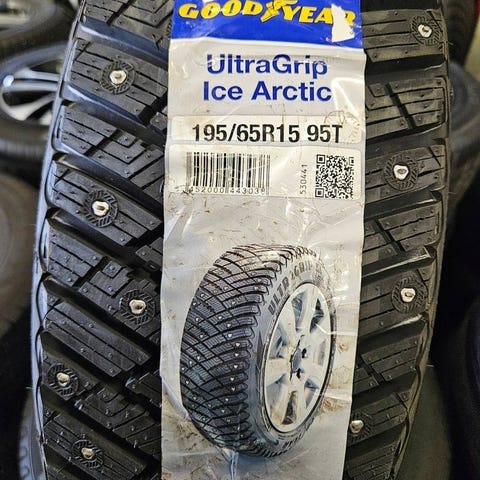 GOODYEAR
UltraGrip
Ice Arctic
195/65R15 95T
530441